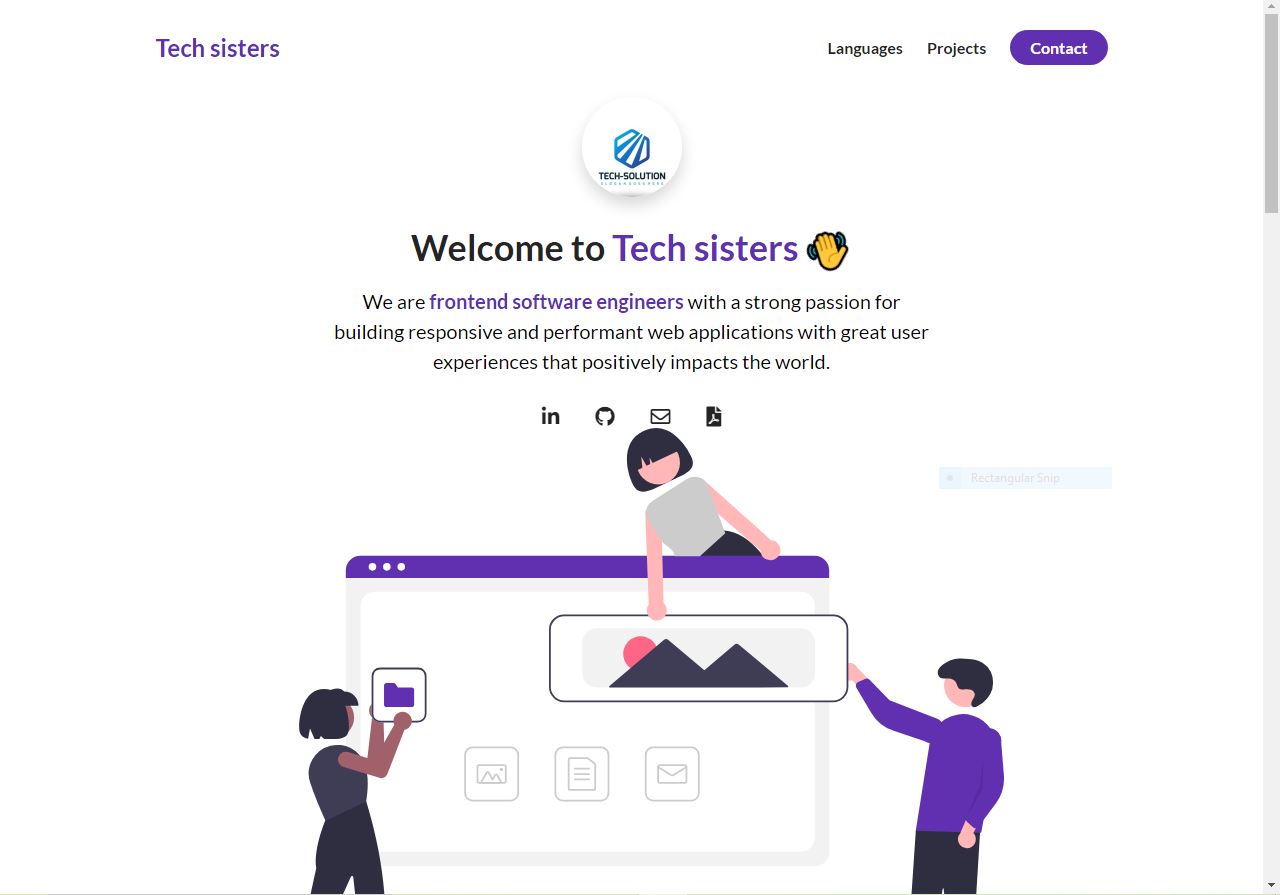 Tech sisters
Languages
Projects
Contact
TECH-SOLUTION
Welcome to Tech sisters
We are frontend software engineers with a strong passion for
building responsive and performant web applications with great user
experiences that positively impacts the world.
in
Rectangular Snip